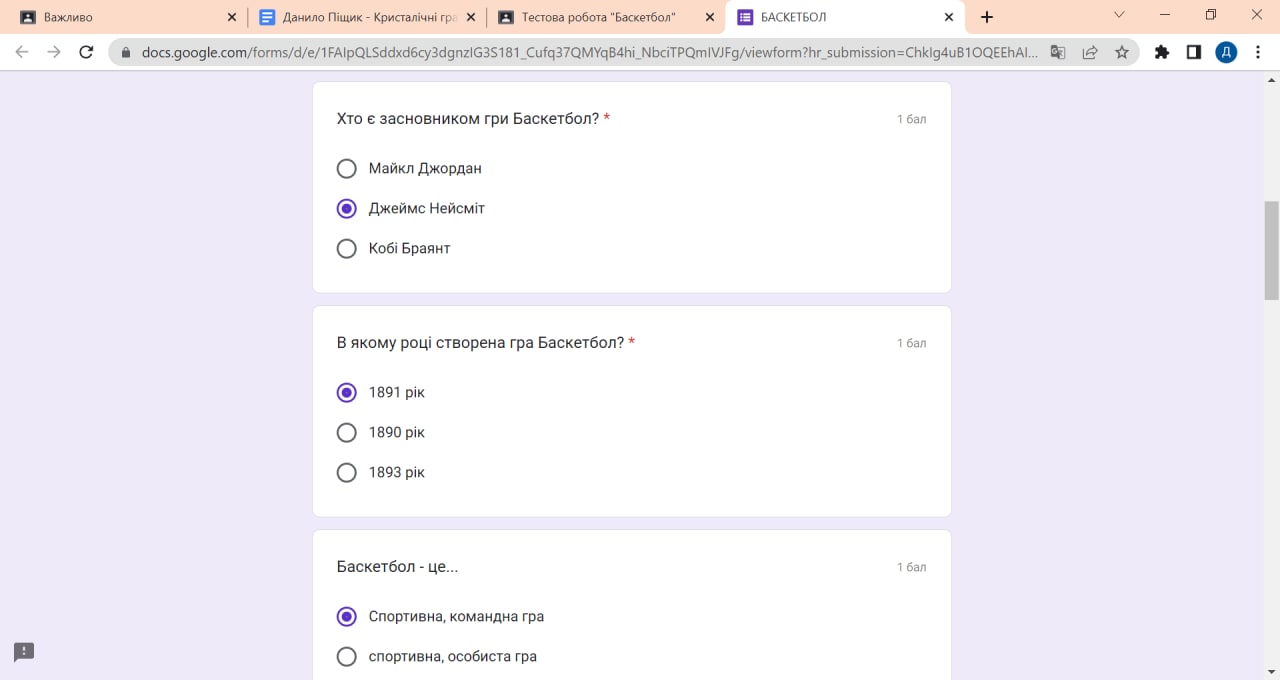 Важливо
Данило Піщик - Кристалічні гра
Тестова робота "Баскетбол"
БАСКЕТБОЛ
docs.google.com/forms/d/e/1FAIpQLSddxd6cy3dqnzIG3S181_Cufq37QMYqB4hi_NbciTPQmIVJFg/viewform?hr_submission=ChkIg4uB1OQEEhAI...
Д
Хто є засновником гри Баскетбол? *
1 бал
Майкл Джордан
Джеймс Нейсміт
Кобі Браянт
В якому році створена гра Баскетбол? *
1 бал
1891 рік
1890 рік
1893 рік
Баскетбол - це...
1 бал
Спортивна, командна гра
спортивна, особиста гра